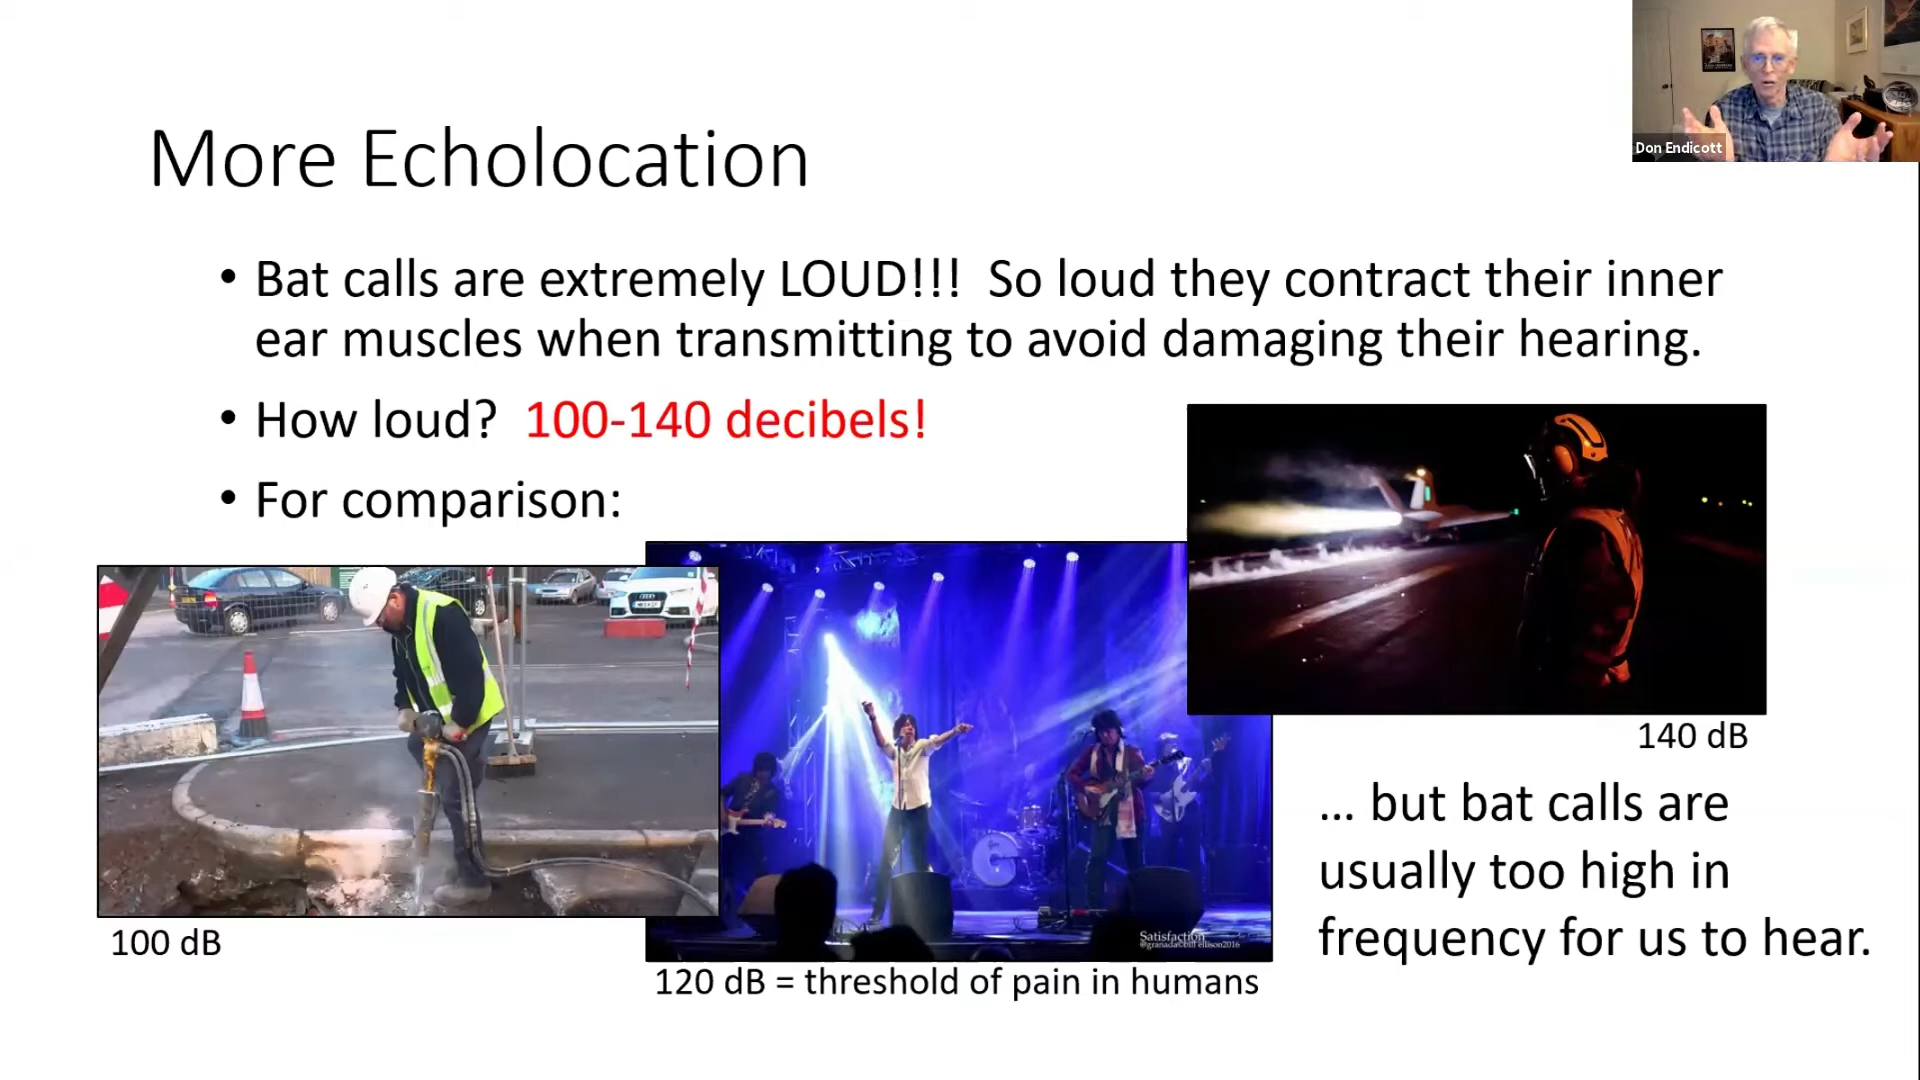 Don Endicott
More Echolocation
• Bat calls are extremely LOUD!!! So loud they contract their inner
ear muscles when transmitting to avoid damaging their hearing.
• How loud? 100-140 decibels!
• For comparison:
140 dB
... but bat calls are
usually too high in
frequency for us to hear.
100 dB
Satisfaction
120 dB = threshold of pain in humans